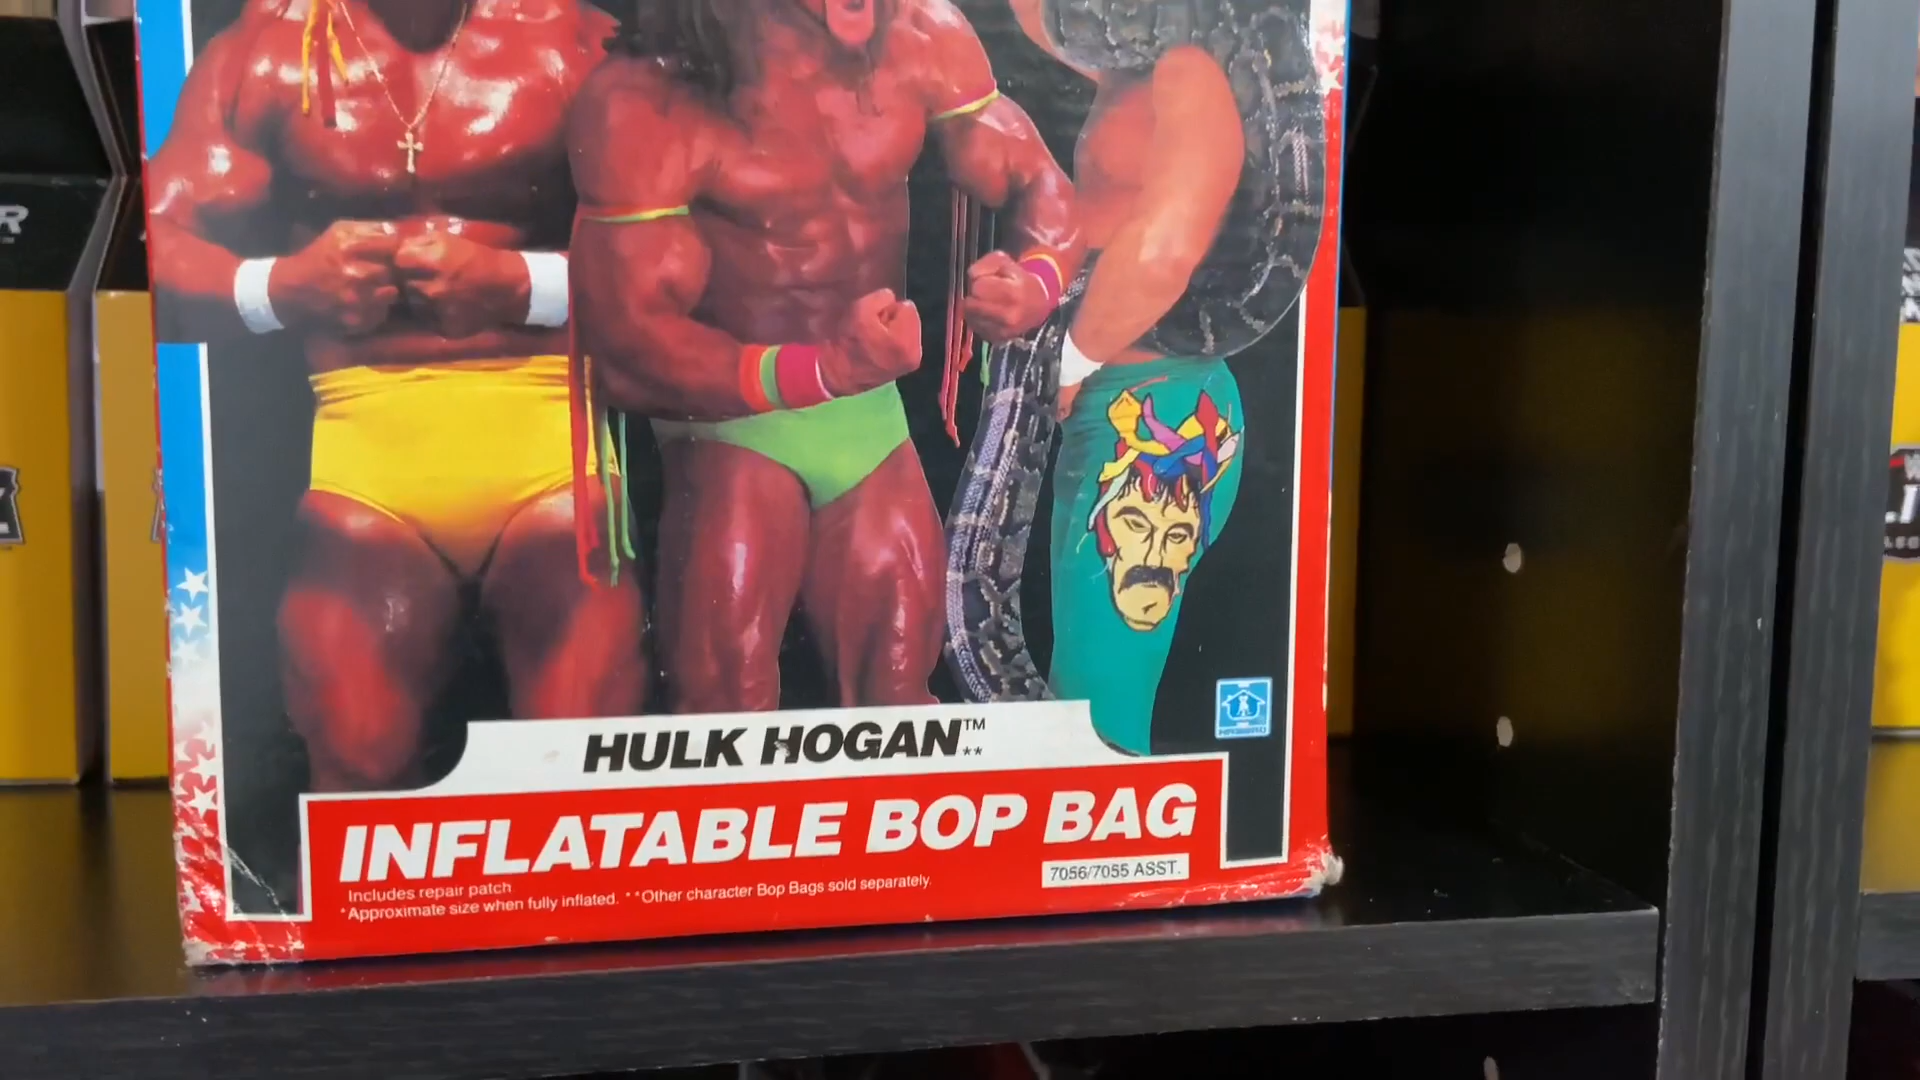 HULK HOGAN™**
INFLATABLE BOP BAG
Includes repair patch
*Approximate size when fully inflated. **Other character Bop Bags sold separately.
7056/7055 ASST.